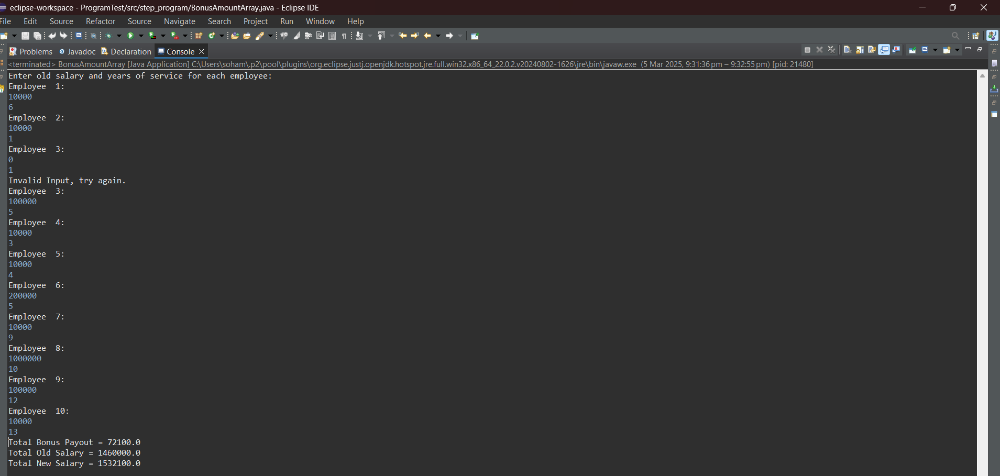 eclipse-workspace - ProgramTest/src/step_program/BonusAmountArray.java - Eclipse IDE
File Edit Source Refactor Source Navigate Search Project Run Window Help
Problems @ Javadoc Declaration Console
<terminated> BonusAmountArray [Java Application] C:\Users\soham\.p2\pool\plugins\org.eclipse.justj.openjdk.hotspot.jre.full.win32.x86_64_22.0.2.v20240802-1626\jre\bin\javaw.exe (5 Mar 2025, 9:31:36 pm – 9:32:55 pm) [pid: 21480]
Enter old salary and years of service for each employee:
Employee  1:
10000
6
Employee  2:
10000
1
Employee  3:
0
1
Invalid Input, try again.
Employee  3:
100000
5
Employee  4:
10000
3
Employee  5:
10000
4
Employee  6:
200000
5
Employee  7:
10000
9
Employee  8:
1000000
10
Employee  9:
100000
12
Employee  10:
10000
13
Total Bonus Payout = 72100.0
Total Old Salary = 1460000.0
Total New Salary = 1532100.0